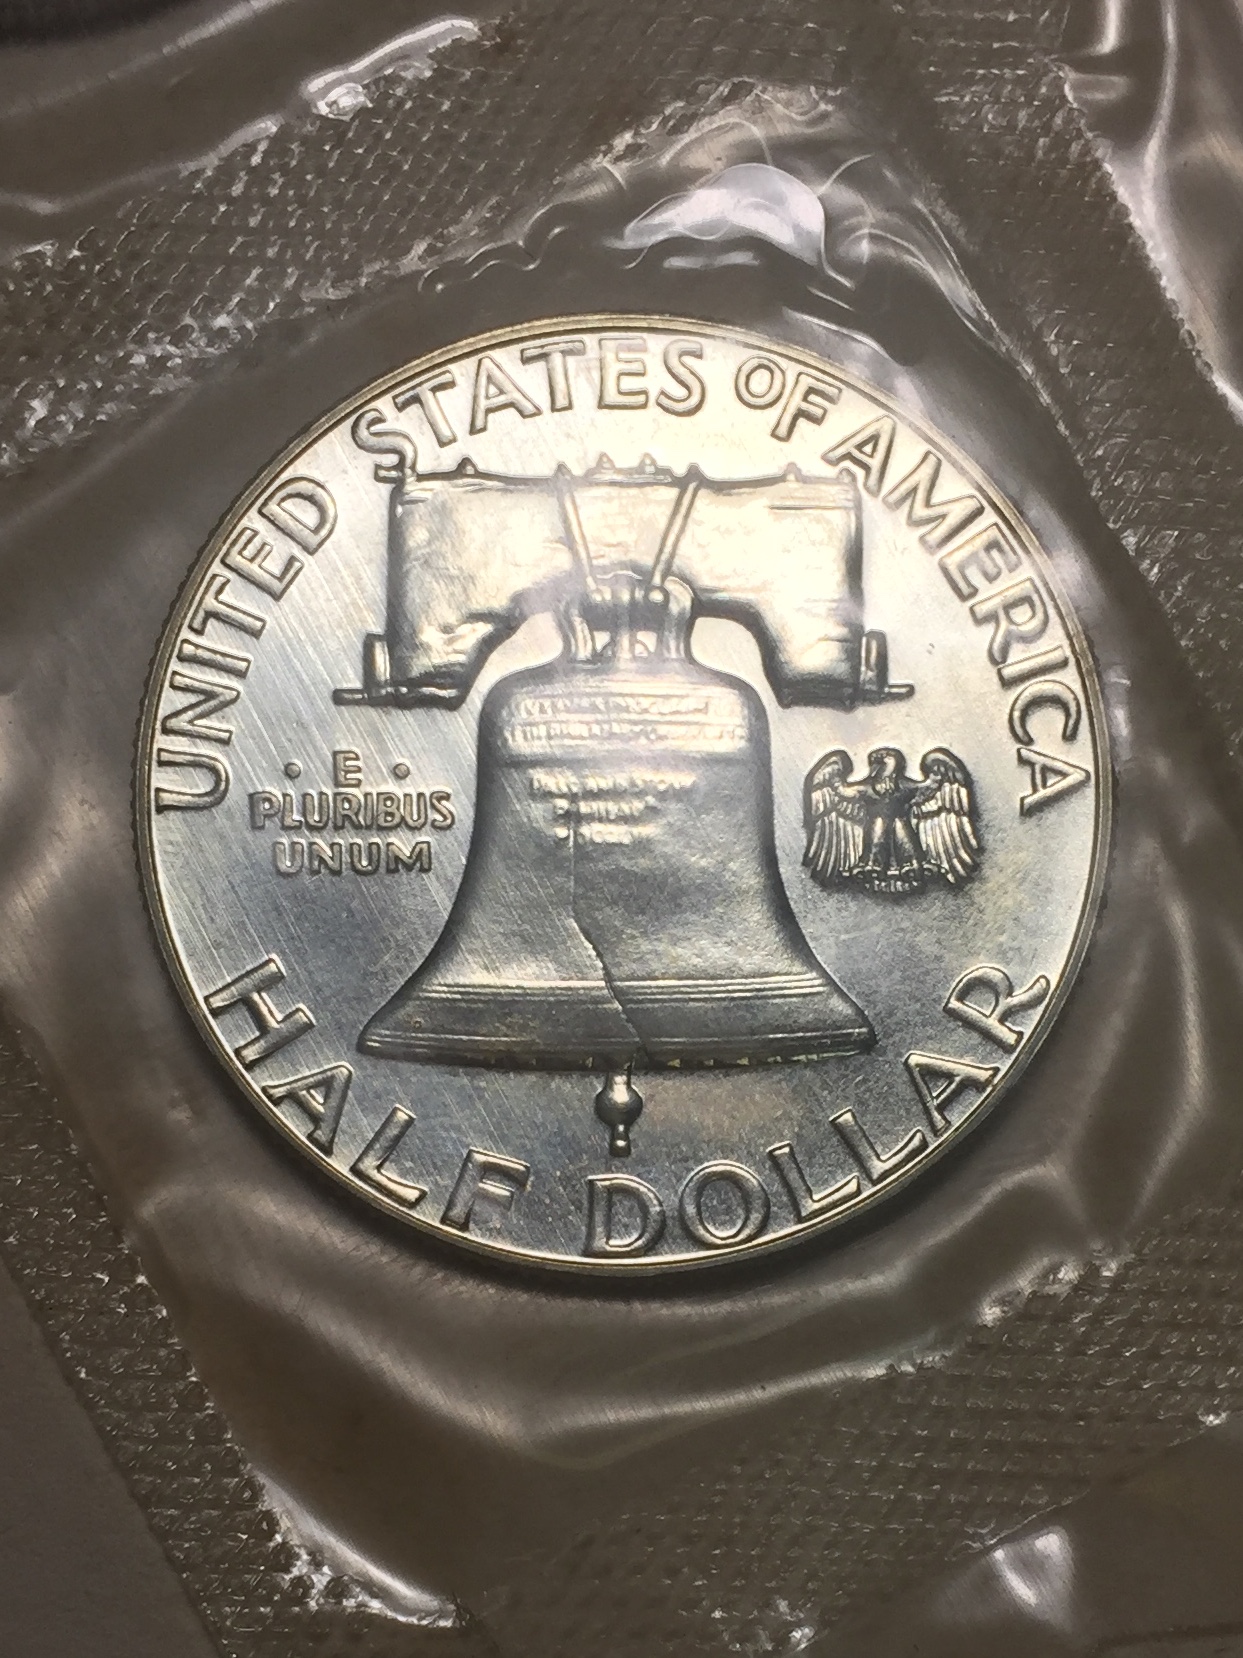 UNITED STATES OF AMERICA
· E ·
PLURIBUS
UNUM
HALF DOLLAR